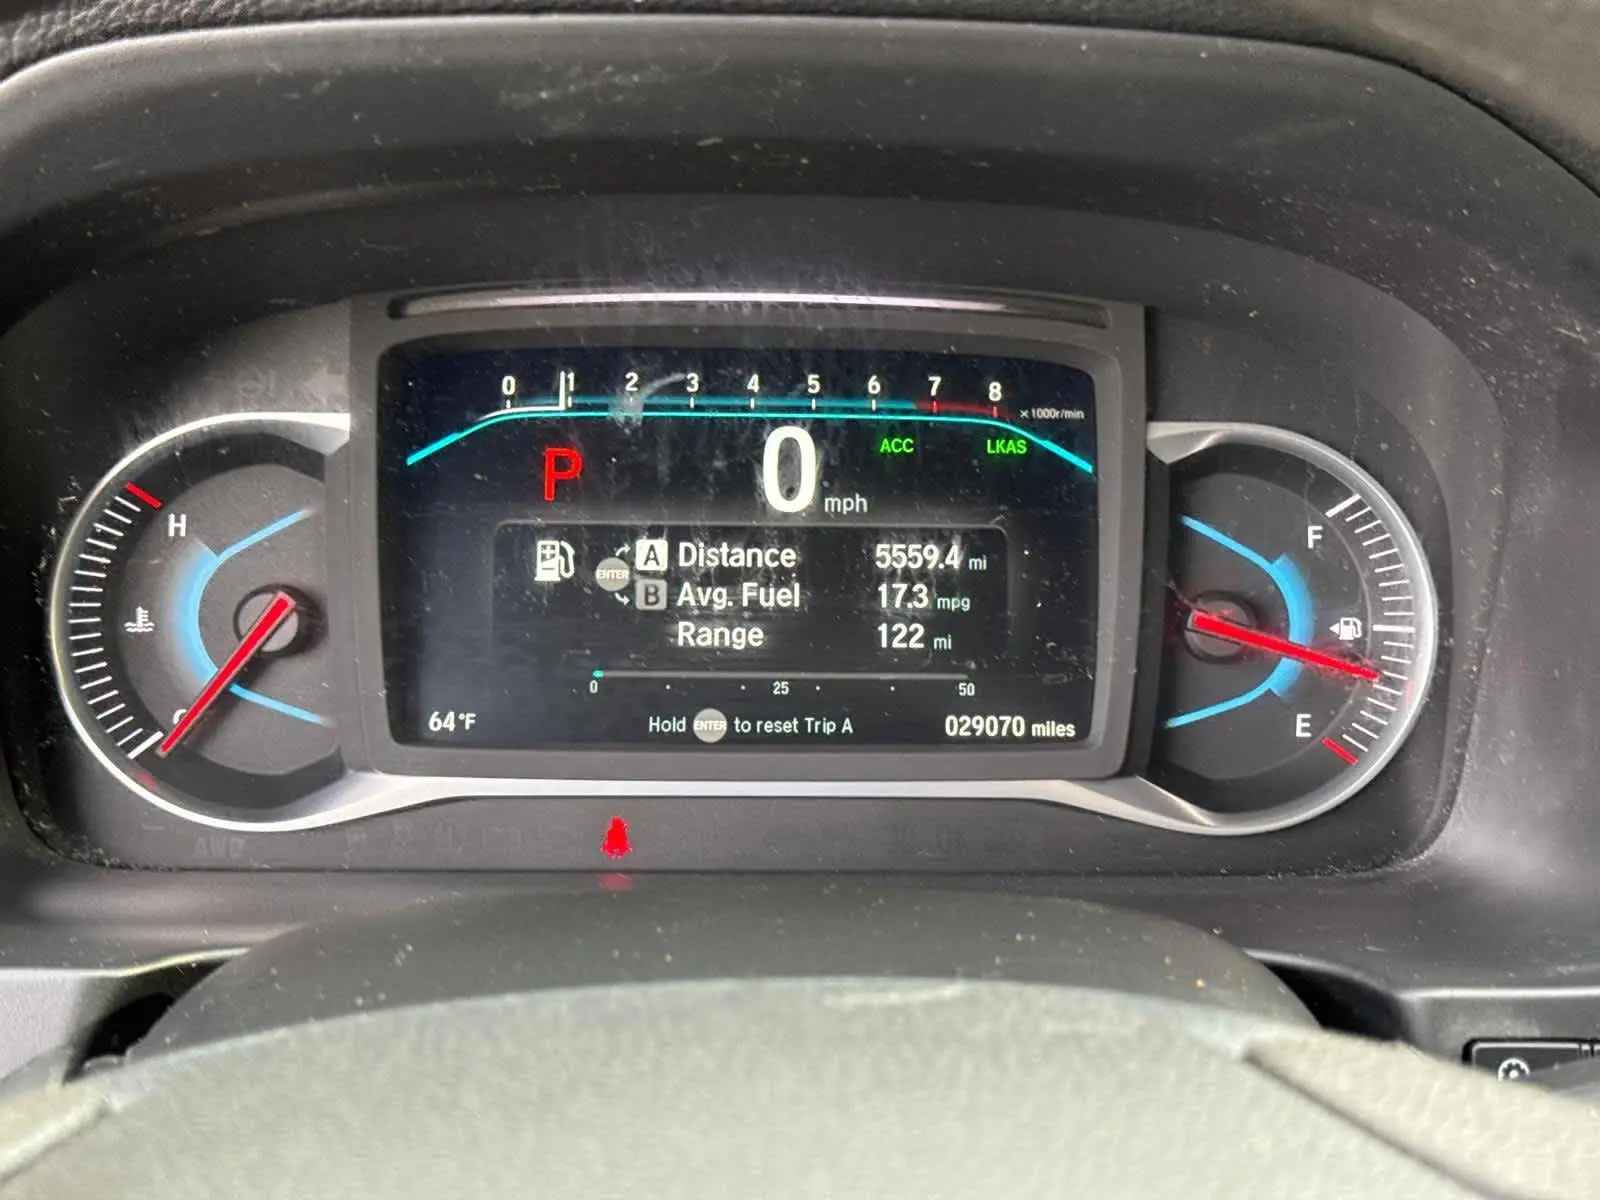 0 1 2 3 4 5 6 7 8
x1000r/min
ACC
LKAS
P
0 mph
H
F
A Distance 5559.4 mi
ENTER
B Avg. Fuel 17.3 mpg
Range 122 mi
0 25 50
E
64°F
Hold ENTER to reset Trip A
029070 miles
AWD